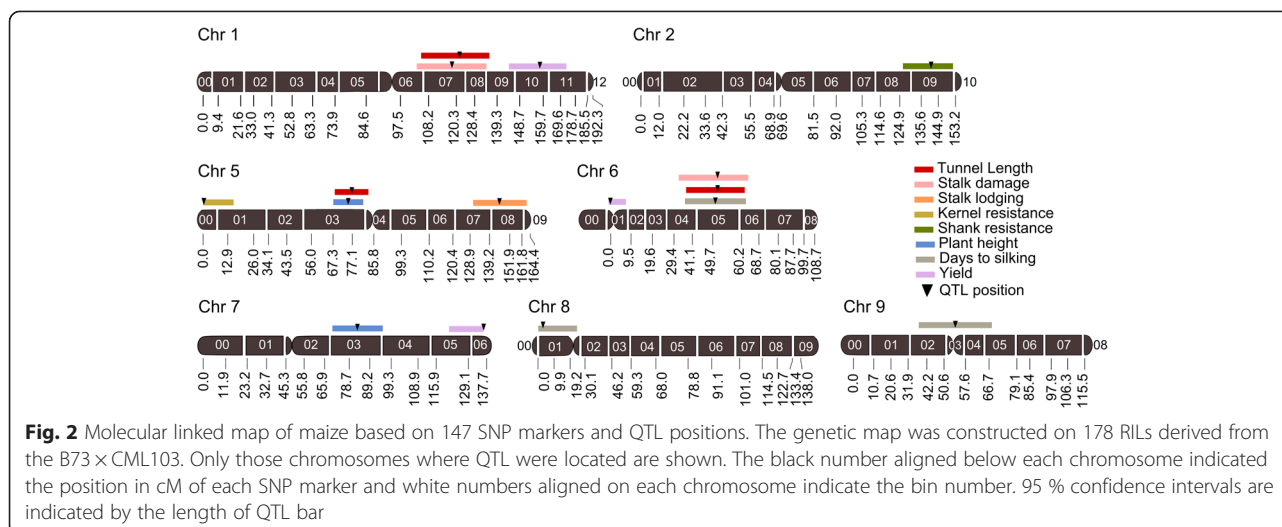 Chr 1
00 01 02 03 04 05 06 07 08 09 10 11 12
0.0 9.4 21.6 33.0 41.3 52.8 63.3 73.9 84.6 97.5 108.2 120.3 128.4 139.3 148.7 159.7 169.6 178.7 185.5 192.3
Chr 2
00 01 02 03 04 05 06 07 08 09 10
0.0 12.0 22.2 33.6 42.3 55.5 68.9 69.6 81.5 92.0 105.3 114.6 124.9 135.6 144.9 153.2
Chr 5
00 01 02 03 04 05 06 07 08 09
0.0 12.9 26.0 34.1 43.5 56.0 67.3 77.1 85.8 99.3 110.2 120.4 128.9 139.2 151.9 161.8 164.4
Chr 6
00 01 02 03 04 05 06 07 08
0.0 9.5 19.6 29.4 41.1 49.7 60.2 68.7 80.1 87.7 99.7 108.7
Tunnel Length
Stalk damage
Stalk lodging
Kernel resistance
Shank resistance
Plant height
Days to silking
Yield
QTL position
Chr 7
00 01 02 03 04 05 06
0.0 11.9 23.2 32.7 45.3 55.8 65.9 78.7 89.2 99.3 108.9 115.9 129.1 137.7
Chr 8
00 01 02 03 04 05 06 07 08 09
0.0 9.9 19.2 30.1 46.2 59.3 68.0 78.8 91.1 101.0 114.5 122.7 133.4 138.0
Chr 9
00 01 02 03 04 05 06 07 08
0.0 10.7 20.6 31.9 42.2 50.6 57.6 66.7 79.1 85.4 97.9 106.3 115.5
Fig. 2 Molecular linked map of maize based on 147 SNP markers and QTL positions. The genetic map was constructed on 178 RILs derived from
the B73 × CML103. Only those chromosomes where QTL were located are shown. The black number aligned below each chromosome indicated
the position in cM of each SNP marker and white numbers aligned on each chromosome indicate the bin number. 95 % confidence intervals are
indicated by the length of QTL bar